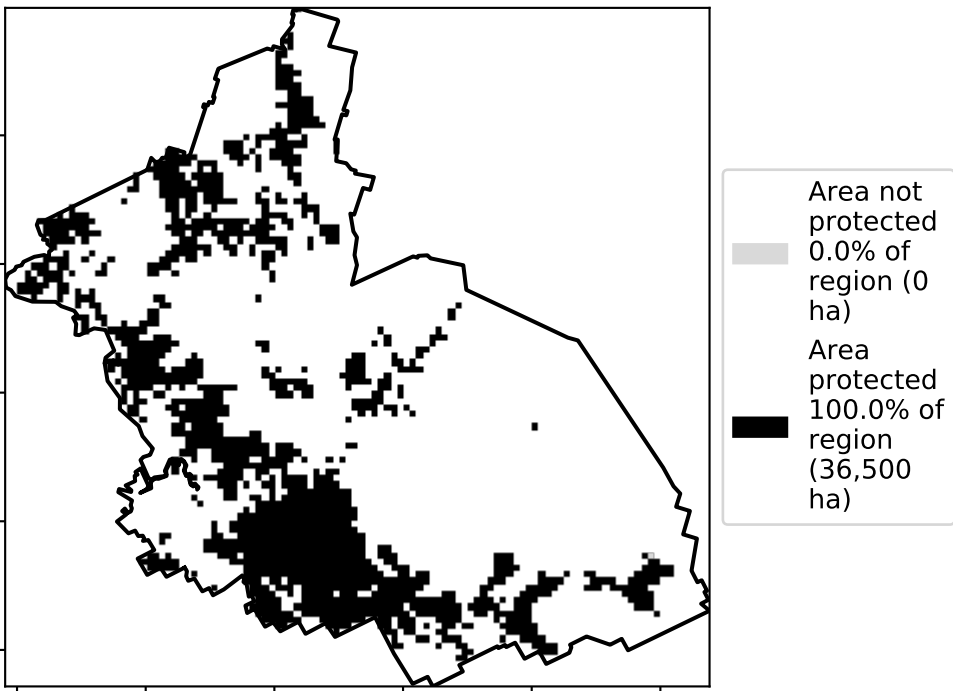 Area not
protected
0.0% of
region (0
ha)
Area
protected
100.0% of
region
(36,500
ha)